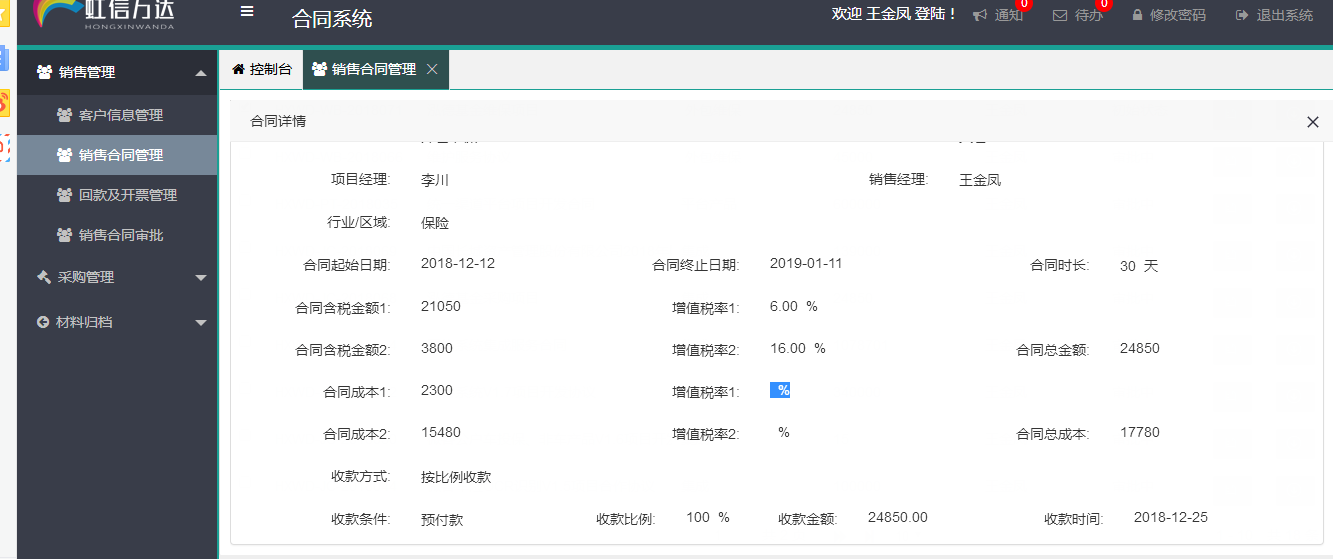 虹信万达
HONGXINWANDA
合同系统
欢迎 王金凤 登陆！
通知 0
待办 0
修改密码
退出系统
销售管理
客户信息管理
销售合同管理
回款及开票管理
销售合同审批
采购管理
材料归档
控制台
销售合同管理
合同详情
项目经理: 李川 销售经理: 王金凤
行业/区域: 保险
合同起始日期: 2018-12-12 合同终止日期: 2019-01-11 合同时长: 30 天
合同含税金额1: 21050 增值税率1: 6.00 %
合同含税金额2: 3800 增值税率2: 16.00 % 合同总金额: 24850
合同成本1: 2300 增值税率1: %
合同成本2: 15480 增值税率2: % 合同总成本: 17780
收款方式: 按比例收款
收款条件: 预付款 收款比例: 100 % 收款金额: 24850.00 收款时间: 2018-12-25